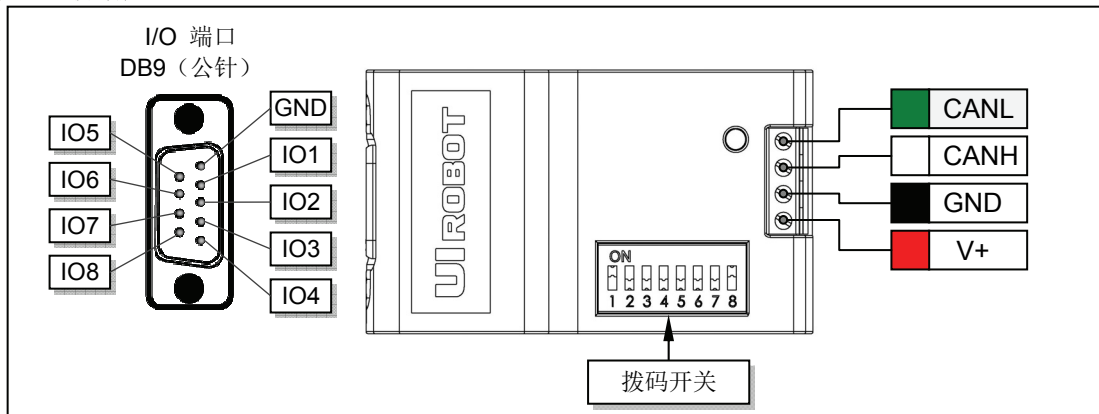 I/O 端口
DB9（公针）
GND
IO5
IO1
IO6
IO2
IO7
IO3
IO8
IO4
UIROBOT
ON
1 2 3 4 5 6 7 8
拨码开关
CANL
CANH
GND
V+